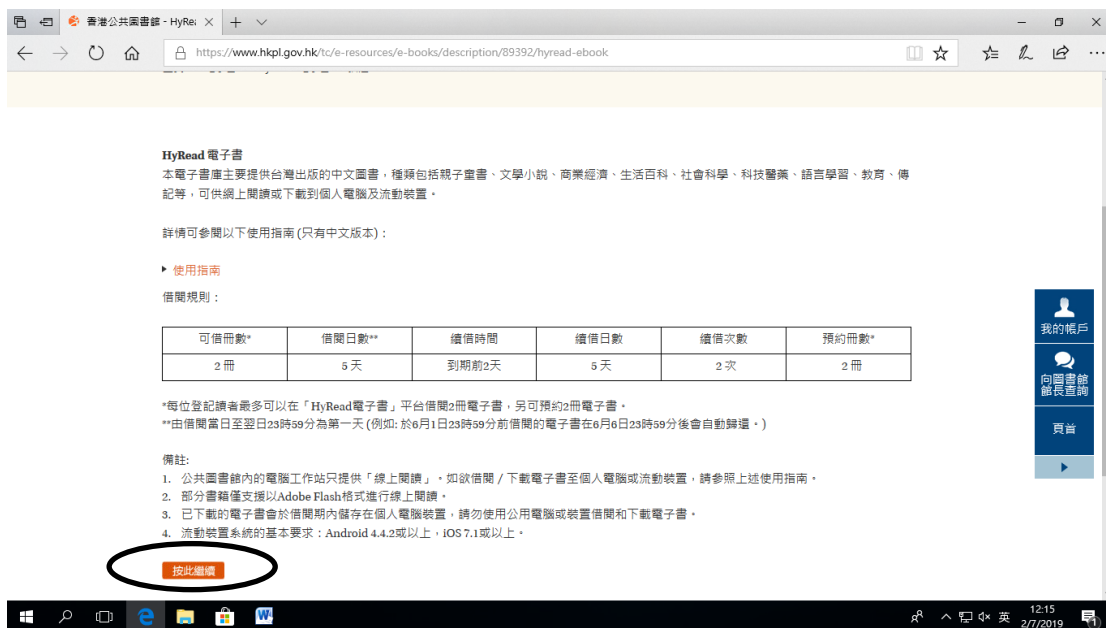 香港公共圖書館 - HyRea
https://www.hkpl.gov.hk/tc/e-resources/e-books/description/89392/hyread-ebook
HyRead 電子書
本電子書庫主要提供台灣出版的中文圖書，種類包括親子童書、文學小說、商業經濟、生活百科、社會科學、科技醫藥、語言學習、教育、傳
記等，可供網上閱讀或下載到個人電腦及流動裝置。
詳情可參閱以下使用指南 (只有中文版本)：
使用指南
借閱規則：
可借冊數* 借閱日數** 續借時間 續借日數 續借次數 預約冊數*
2 冊 5 天 到期前2天 5 天 2 次 2 冊
*每位登記讀者最多可以在「HyRead電子書」平台借閱2冊電子書，另可預約2冊電子書。
**由借閱當日至翌日23時59分為第一天 (例如: 於6月1日23時59分前借閱的電子書在6月6日23時59分後會自動歸還。)
備註:
1. 公共圖書館內的電腦工作站只提供「線上閱讀」。如欲借閱 / 下載電子書至個人電腦或流動裝置，請參照上述使用指南。
2. 部分書籍僅支援以Adobe Flash格式進行線上閱讀。
3. 已下載的電子書會於借閱期內儲存在個人電腦裝置，請勿使用公用電腦或裝置借閱和下載電子書。
4. 流動裝置系統的基本要求：Android 4.4.2或以上，iOS 7.1或以上。
按此繼續
我的帳戶
向圖書館
館長查詢
頁首
英
12:15
2/7/2019